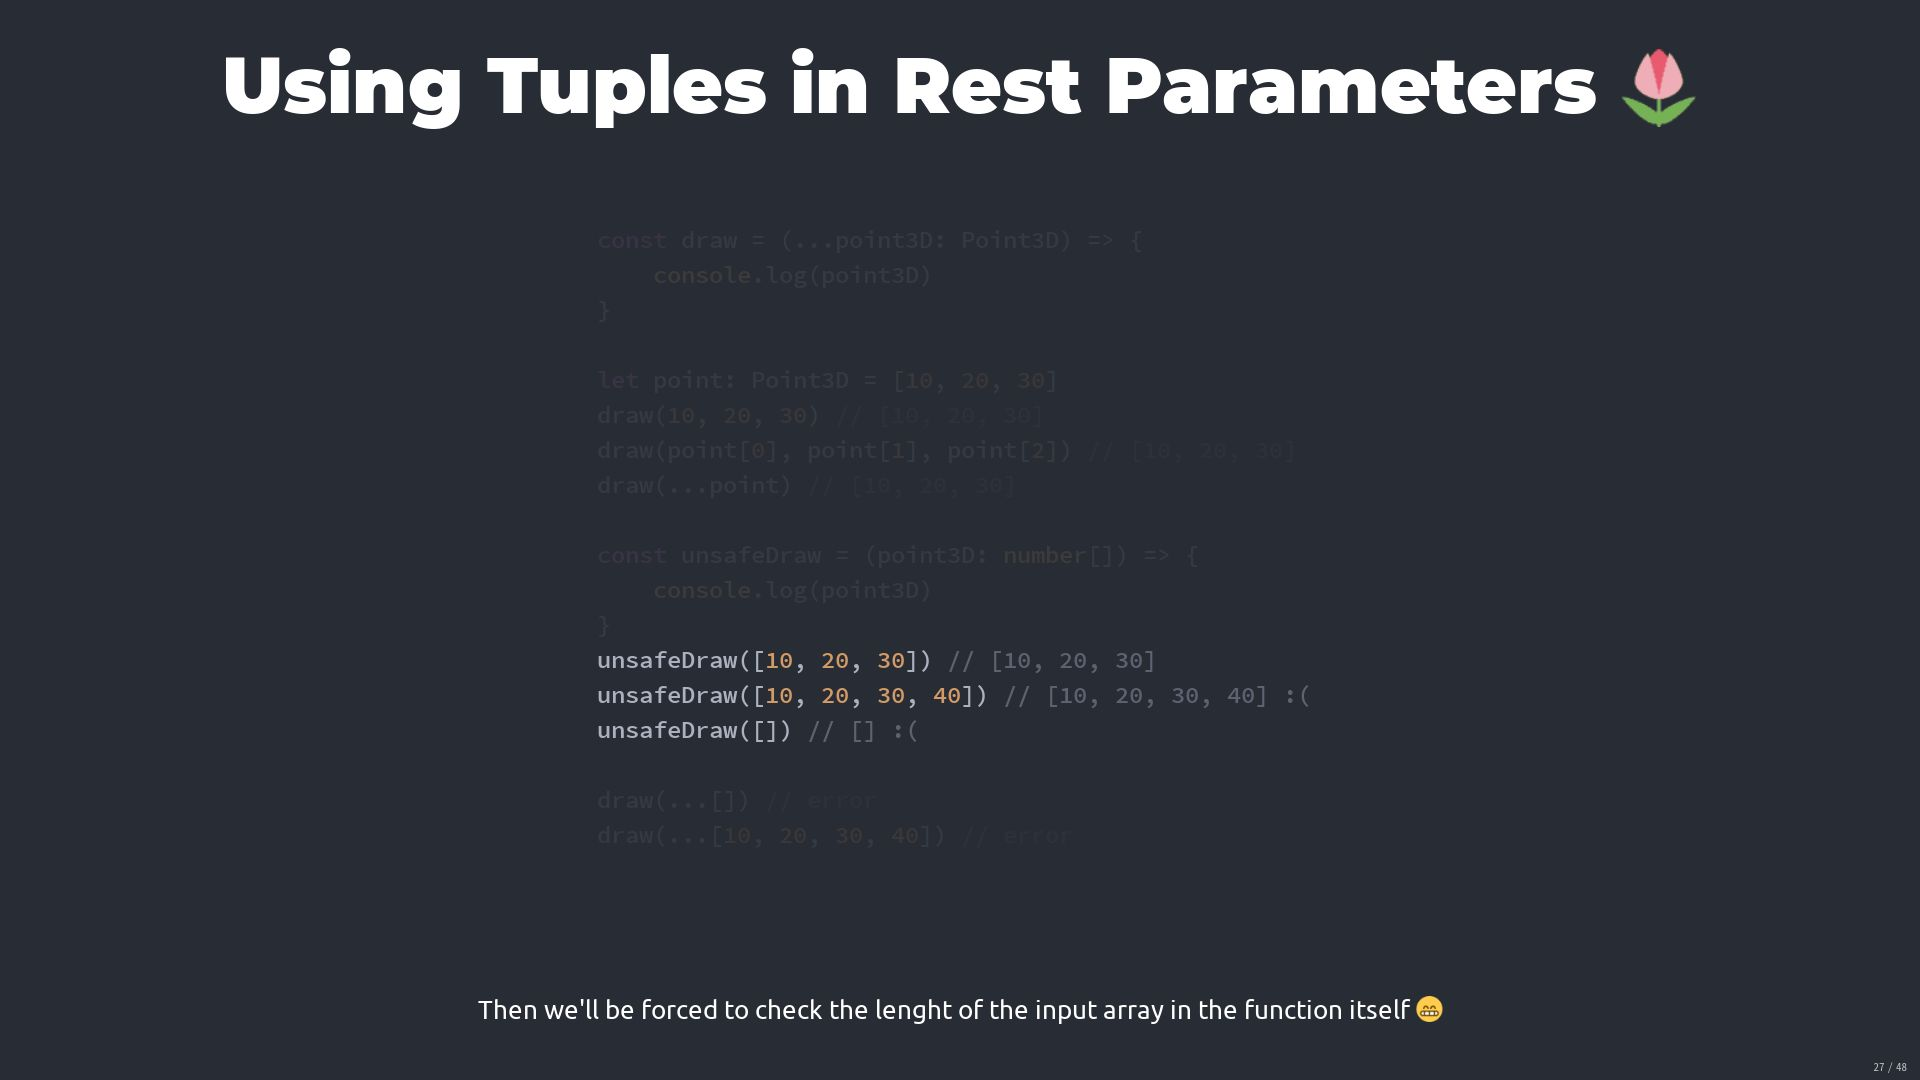 Using Tuples in Rest Parameters 🌷
const draw = (...point3D: Point3D) => {
    console.log(point3D)
}
let point: Point3D = [10, 20, 30]
draw(10, 20, 30) // [10, 20, 30]
draw(point[0], point[1], point[2]) // [10, 20, 30]
draw(...point) // [10, 20, 30]
const unsafeDraw = (point3D: number[]) => {
    console.log(point3D)
}
unsafeDraw([10, 20, 30]) // [10, 20, 30]
unsafeDraw([10, 20, 30, 40]) // [10, 20, 30, 40] :(
unsafeDraw([]) // [] :(
draw(...[]) // error
draw(...[10, 20, 30, 40]) // error
Then we'll be forced to check the lenght of the input array in the function itself 😁
27 / 48